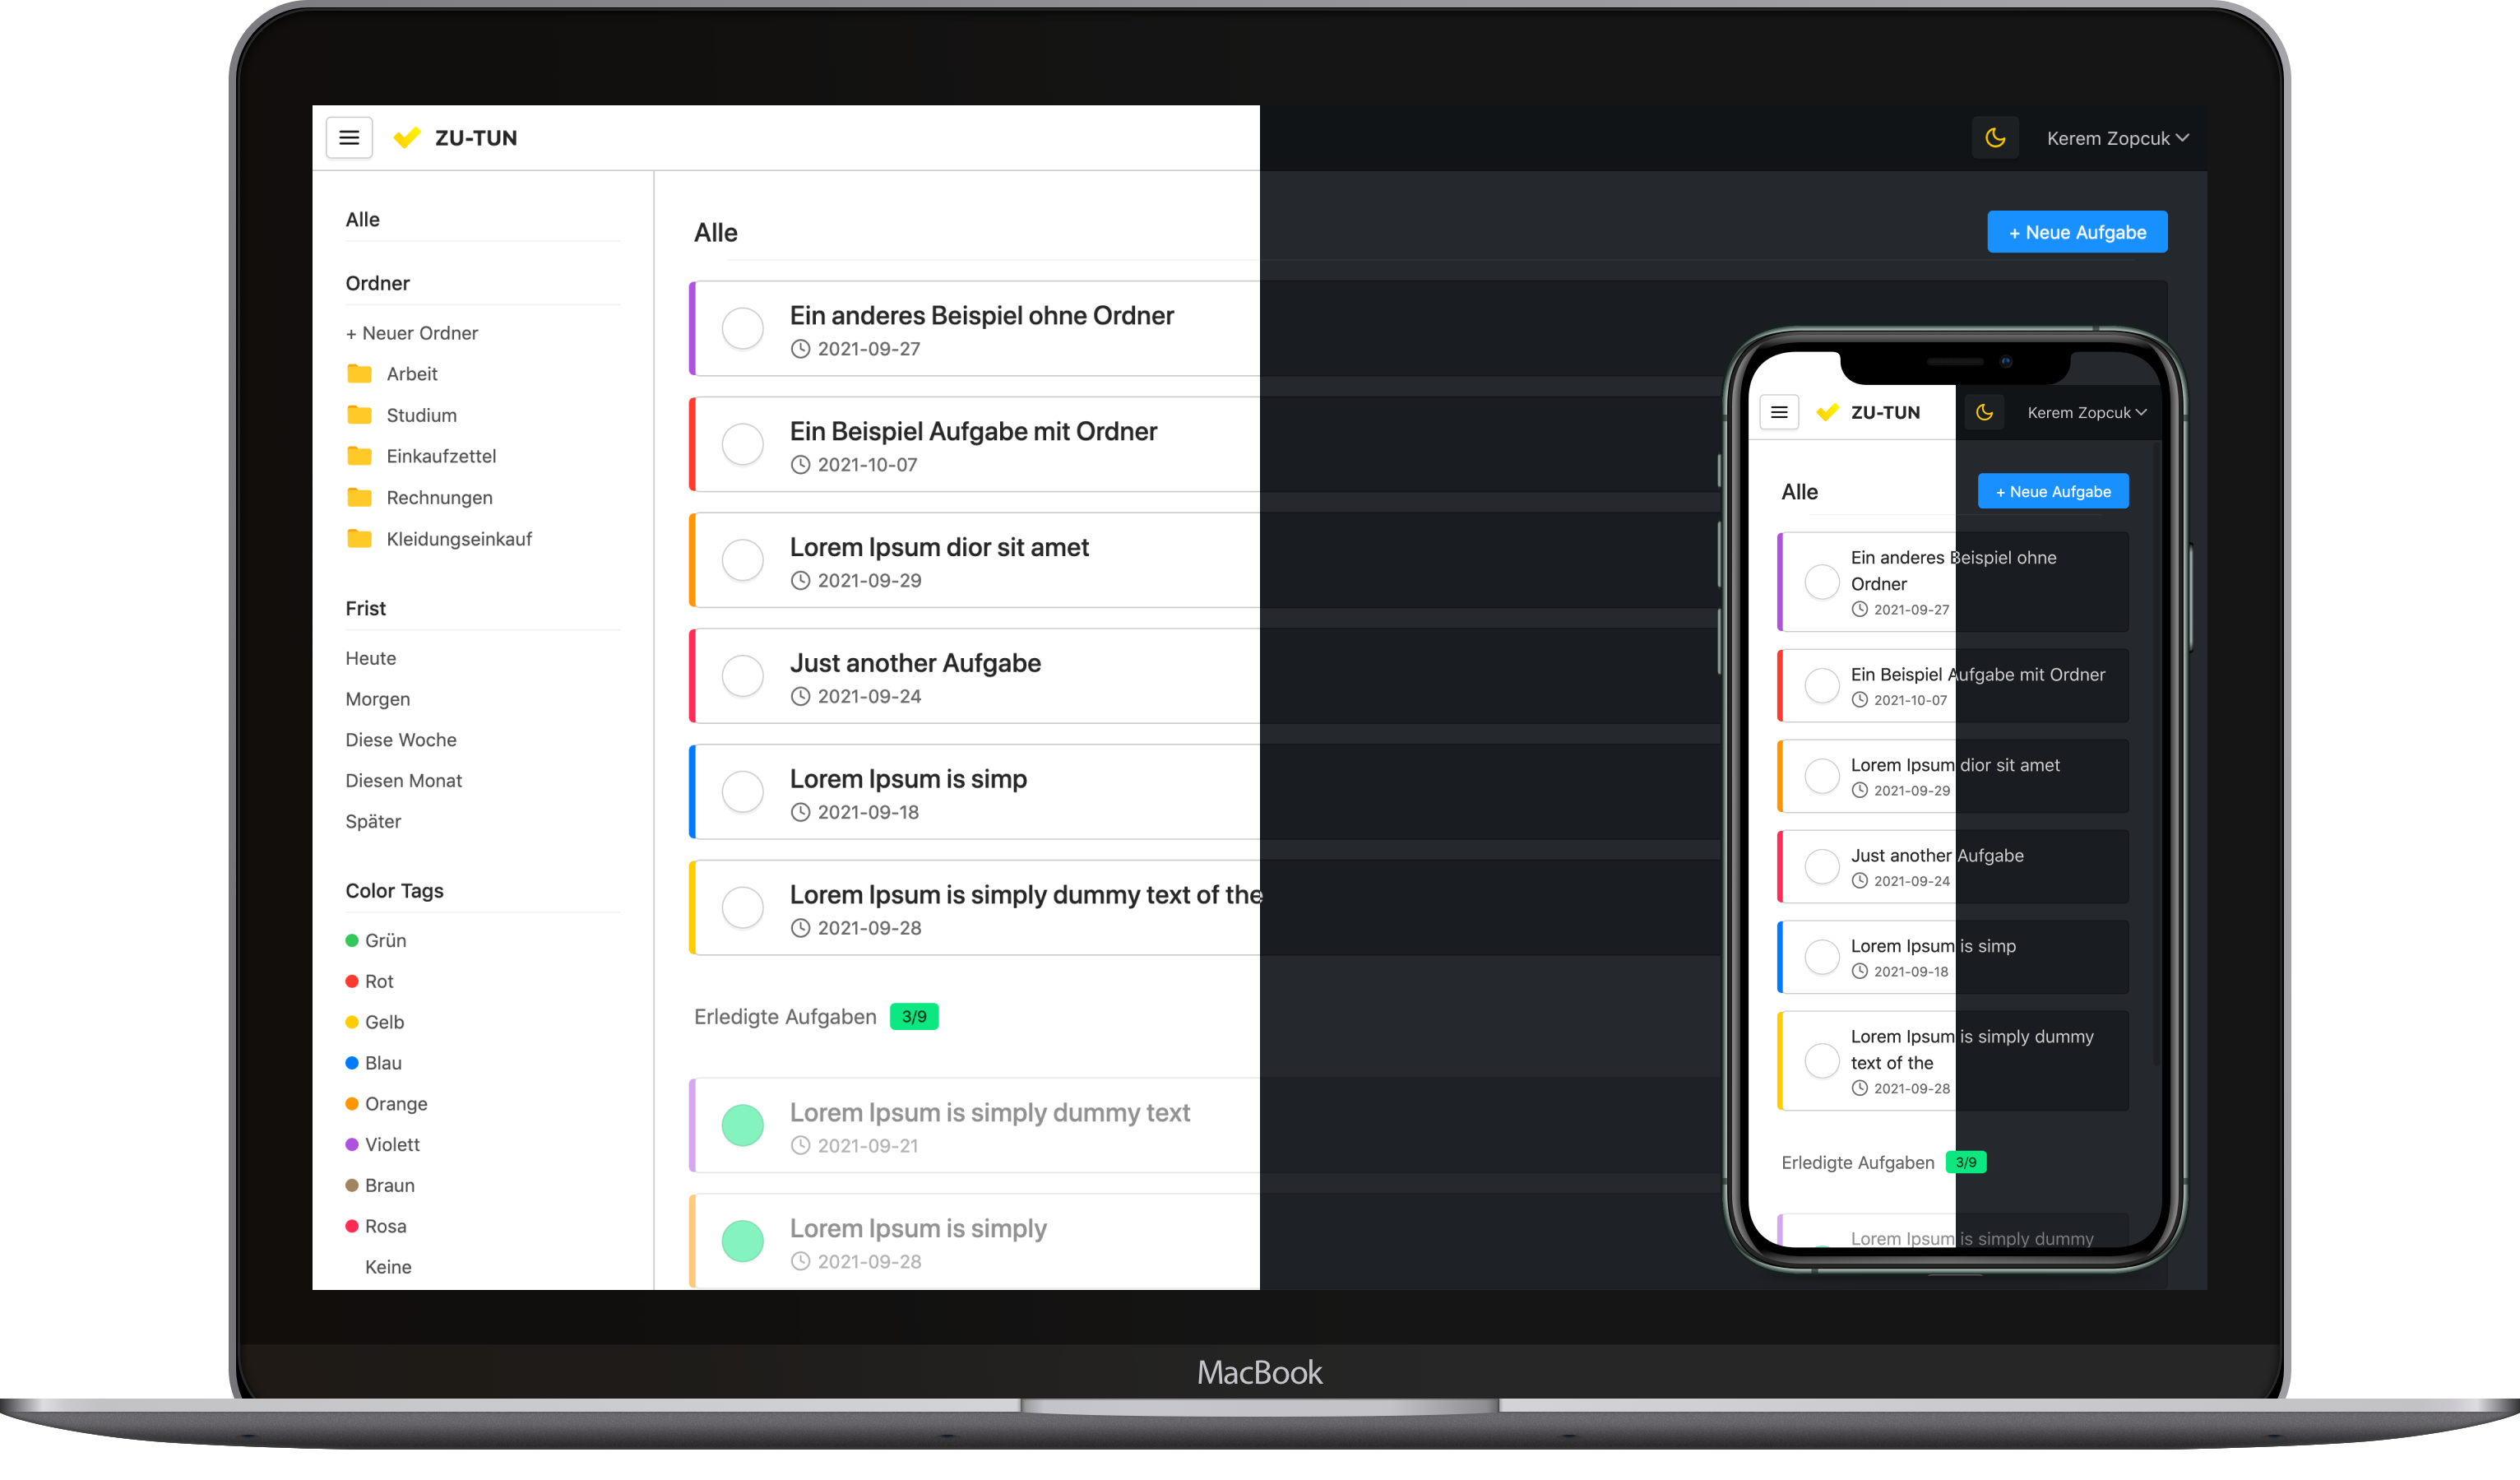 ZU-TUN
Kerem Zopcuk
Alle
Ordner
+ Neuer Ordner
Arbeit
Studium
Einkaufzettel
Rechnungen
Kleidungseinkauf
Frist
Heute
Morgen
Diese Woche
Diesen Monat
Später
Color Tags
Grün
Rot
Gelb
Blau
Orange
Violett
Braun
Rosa
Keine
Alle
+ Neue Aufgabe
Ein anderes Beispiel ohne Ordner
2021-09-27
Ein Beispiel Aufgabe mit Ordner
2021-10-07
Lorem Ipsum dior sit amet
2021-09-29
Just another Aufgabe
2021-09-24
Lorem Ipsum is simp
2021-09-18
Lorem Ipsum is simply dummy text of the
2021-09-28
Erledigte Aufgaben 3/9
Lorem Ipsum is simply dummy text
2021-09-21
Lorem Ipsum is simply
2021-09-28
ZU-TUN
Kerem Zopcuk
Alle
+ Neue Aufgabe
Ein anderes Beispiel ohne
Ordner
2021-09-27
Ein Beispiel Aufgabe mit Ordner
2021-10-07
Lorem Ipsum dior sit amet
2021-09-29
Just another Aufgabe
2021-09-24
Lorem Ipsum is simp
2021-09-18
Lorem Ipsum is simply dummy
text of the
2021-09-28
Erledigte Aufgaben 3/9
Lorem Ipsum is simply dummy
MacBook